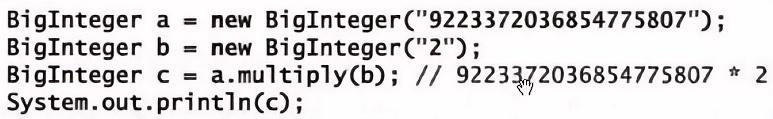 BigInteger a = new BigInteger("9223372036854775807");
BigInteger b = new BigInteger("2");
BigInteger c = a.multiply(b); // 9223372036854775807 * 2
System.out.println(c);